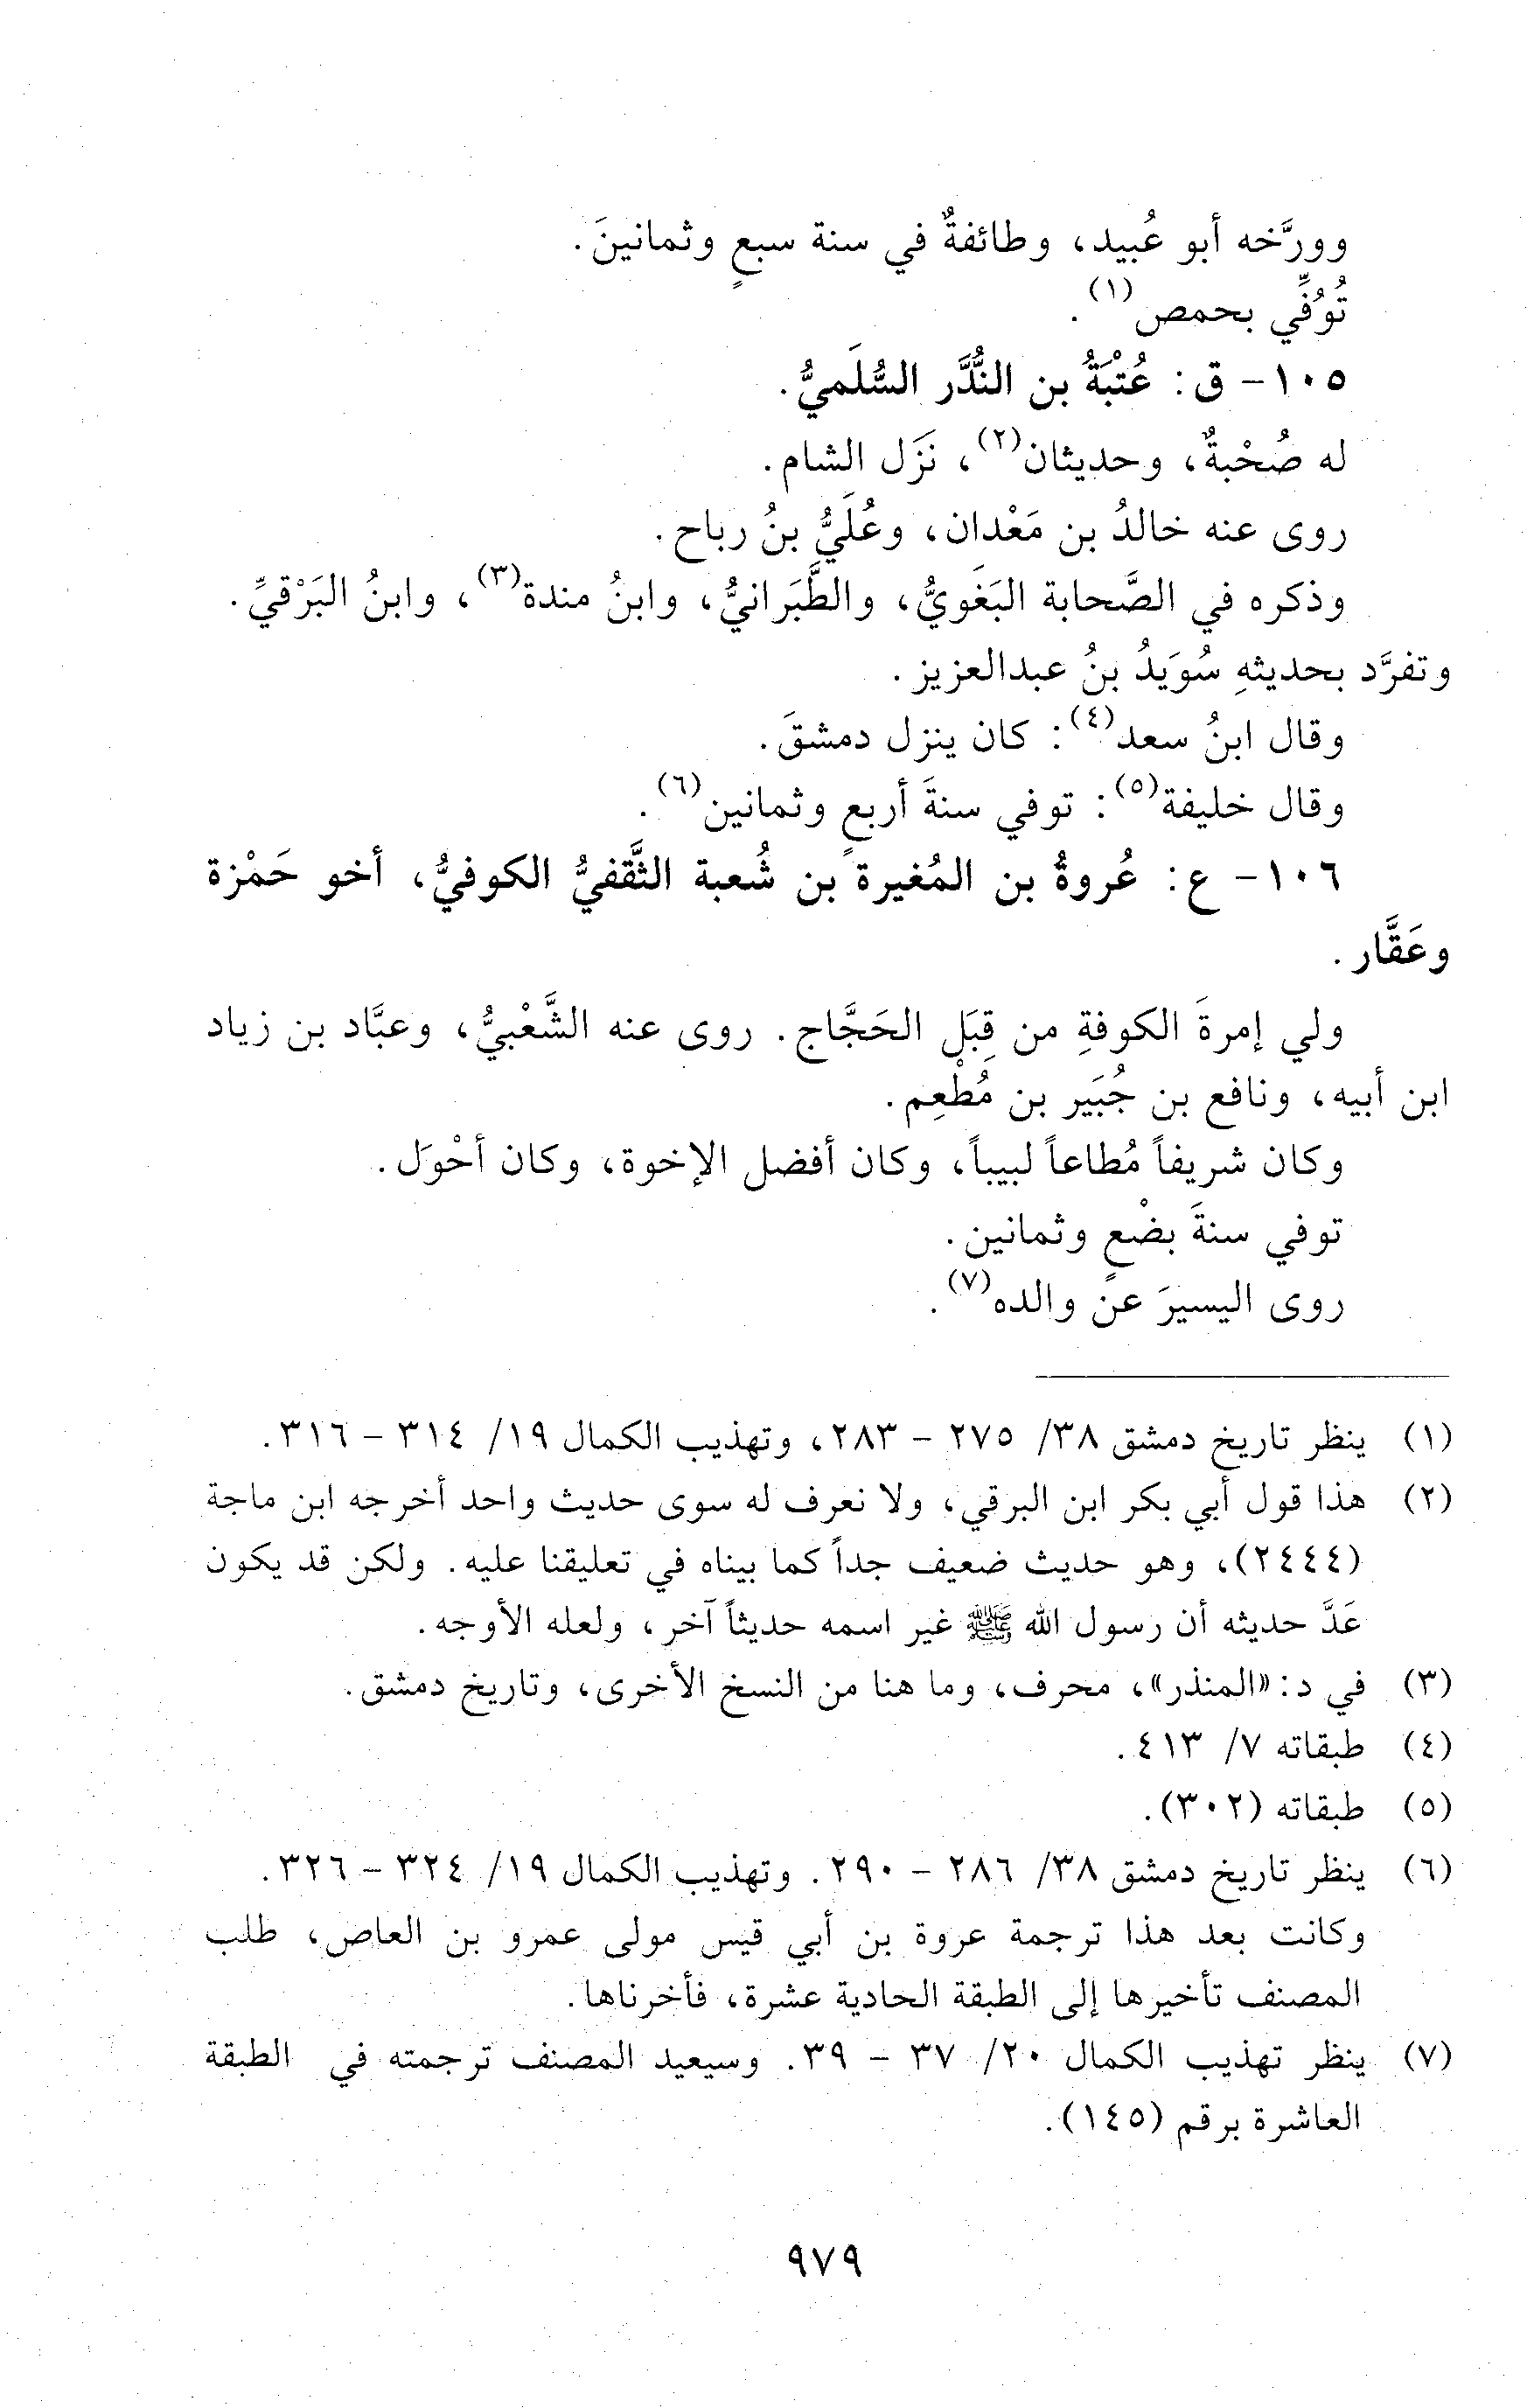 وورَّخه أبو عُبيد، وطائفةٌ في سنة سبعٍ وثمانينَ.
تُوُفِّي بحمص(١).
١٠٥- ق: عُتْبَةُ بن النُّدَّر السُّلَميُّ.
له صُحْبةٌ، وحديثان(٢)، نَزَل الشام.
روى عنه خالدُ بن مَعْدان، وعُلَيُّ بنُ رباح.
وذكره في الصَّحابة البَغَويُّ، والطَّبَرانيُّ، وابنُ مندة(٣)، وابنُ البَرْقيِّ.
وتفرَّد بحديثهِ سُوَيدُ بنُ عبدالعزيز.
وقال ابنُ سعد(٤): كان ينزل دمشقَ.
وقال خليفة(٥): توفي سنةَ أربعٍ وثمانين(٦).
١٠٦- ع: عُروةُ بن المُغيرة بن شُعبة الثَّقفيُّ الكوفيُّ، أخو حَمْزة
وعَقَّار.
ولي إمرةَ الكوفةِ من قِبَل الحَجَّاج. روى عنه الشَّعْبيُّ، وعبَّاد بن زياد
ابن أبيه، ونافع بن جُبَير بن مُطْعِم.
وكان شريفاً مُطاعاً لبيباً، وكان أفضل الإخوة، وكان أحْوَل.
توفي سنةَ بضْعٍ وثمانين.
روى اليسيرَ عن والده(٧).
(١) ينظر تاريخ دمشق ٣٨/ ٢٧٥ - ٢٨٣، وتهذيب الكمال ١٩/ ٣١٤ - ٣١٦.
(٢) هذا قول أبي بكر ابن البرقي، ولا نعرف له سوى حديث واحد أخرجه ابن ماجة
(٢٤٤٤)، وهو حديث ضعيف جداً كما بيناه في تعليقنا عليه. ولكن قد يكون
عَدَّ حديثه أن رسول الله ﷺ غير اسمه حديثاً آخر، ولعله الأوجه.
(٣) في د: «المنذر»، محرف، وما هنا من النسخ الأخرى، وتاريخ دمشق.
(٤) طبقاته ٧/ ٤١٣.
(٥) طبقاته (٣٠٢).
(٦) ينظر تاريخ دمشق ٣٨/ ٢٨٦ - ٢٩٠. وتهذيب الكمال ١٩/ ٣٢٤ - ٣٢٦.
وكانت بعد هذا ترجمة عروة بن أبي قيس مولى عمرو بن العاص، طلب
المصنف تأخيرها إلى الطبقة الحادية عشرة، فأخرناها.
(٧) ينظر تهذيب الكمال ٢٠/ ٣٧ - ٣٩. وسيعيد المصنف ترجمته في الطبقة
العاشرة برقم (١٤٥).
٩٧٩